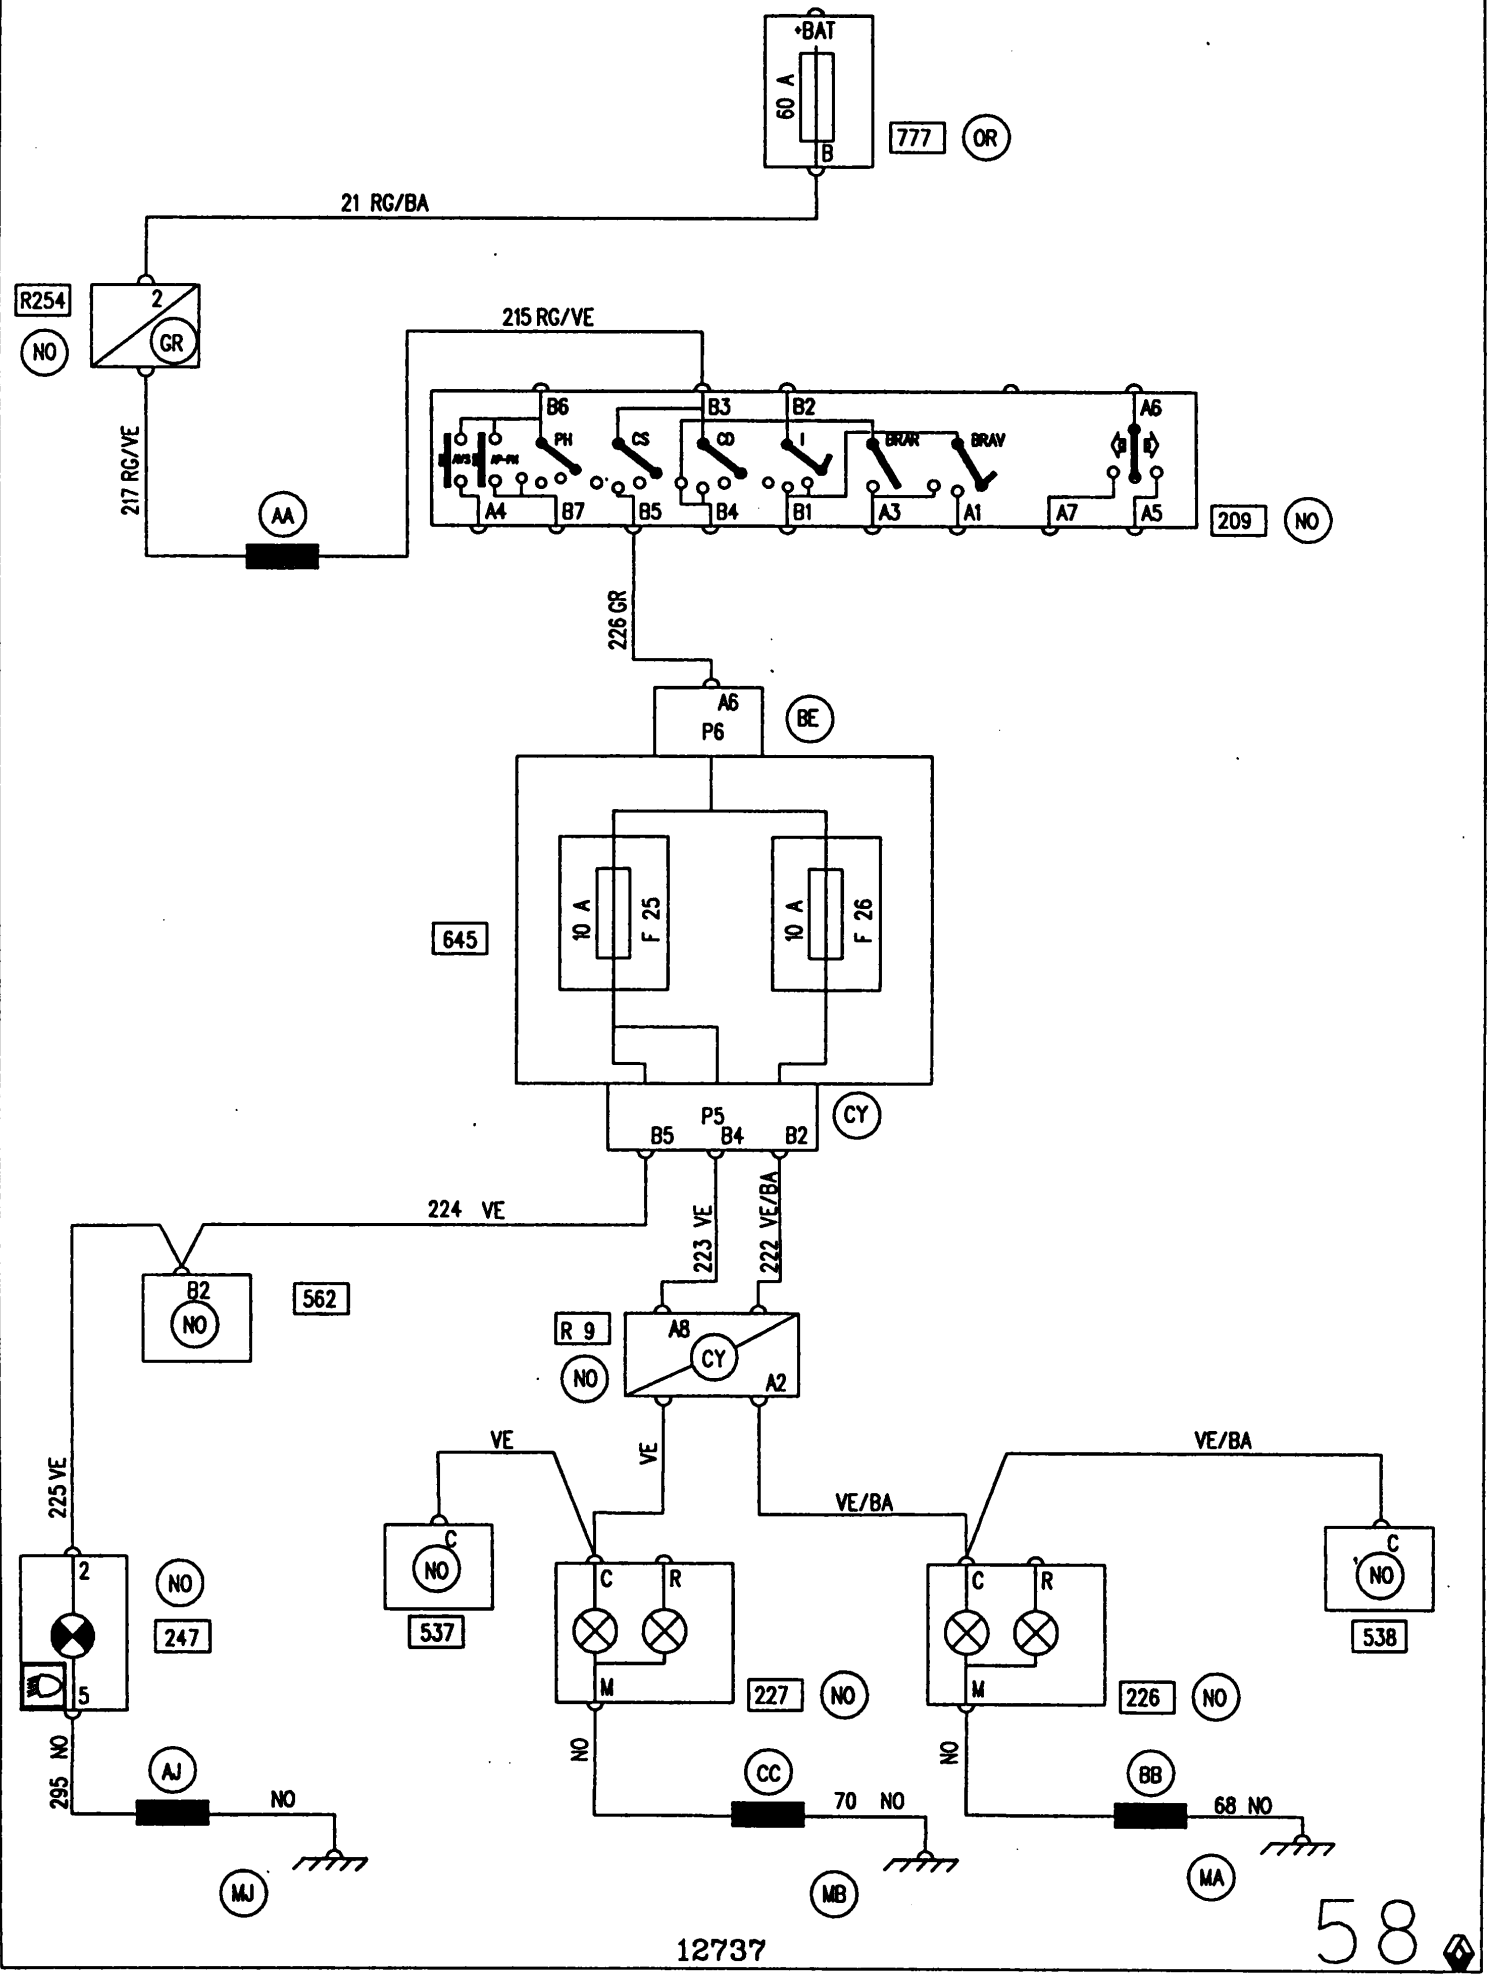 +BAT
60 A
B
777 OR
21 RG/BA
R254
2
GR
NO
215 RG/VE
217 RG/VE
AA
B6 B3 B2 A6
AVS AP-PH PH CS CD I BRAR BRAV
A4 B7 B5 B4 B1 A3 A1 A7 A5
209 NO
226 GR
A6
P6
BE
10 A
F 25
10 A
F 26
645
P5
CY
B5 B4 B2
224 VE
223 VE
222 VE/BA
B2
NO
562
R 9
A8
CY
NO
A2
VE
VE
VE/BA
VE/BA
225 VE
C
NO
537
C
NO
538
2
NO
247
5
C R
M
227 NO
C R
M
226 NO
295 NO
AJ
NO
NO
CC
70 NO
NO
BB
68 NO
MJ
MB
MA
12737
58